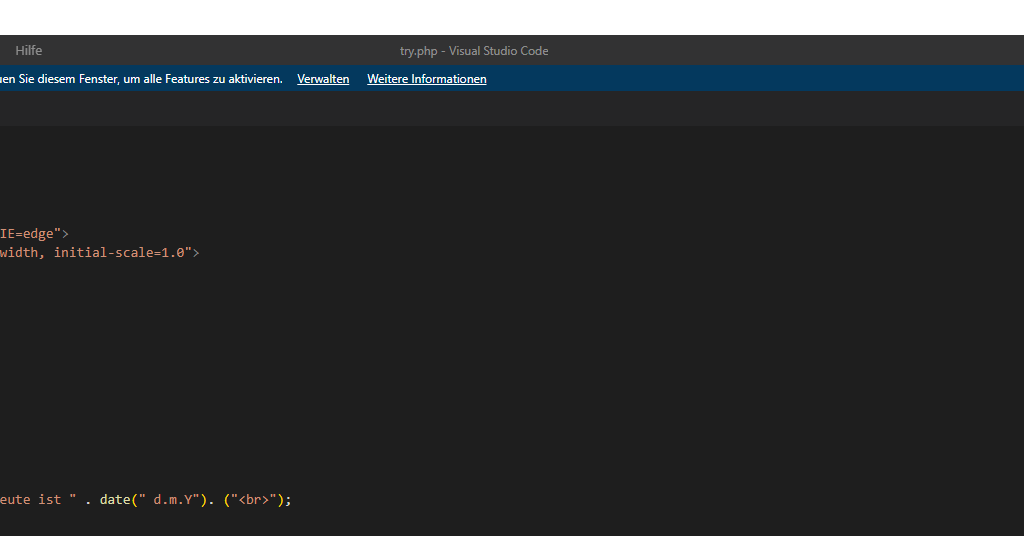 Hilfe
try.php - Visual Studio Code
Sie diesem Fenster, um alle Features zu aktivieren. Verwalten Weitere Informationen
IE=edge">
width, initial-scale=1.0">
eute ist " . date(" d.m.Y"). ("<br>");